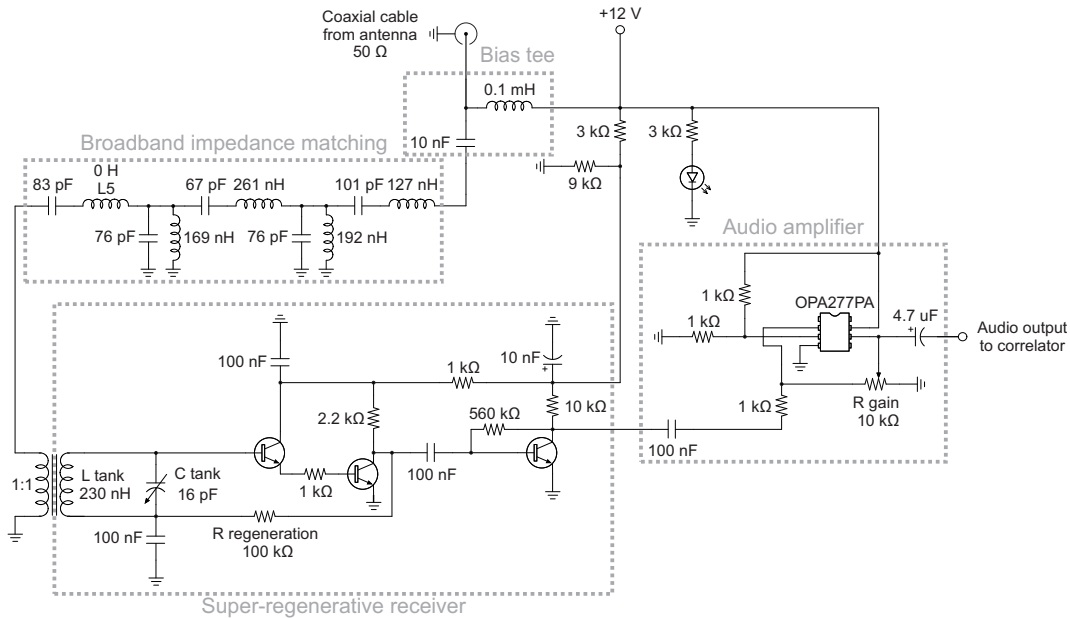 Coaxial cable
from antenna
50 Ω
+12 V
Bias tee
0.1 mH
10 nF
3 kΩ
3 kΩ
9 kΩ
Broadband impedance matching
83 pF
0 H
L5
67 pF
261 nH
101 pF
127 nH
76 pF
169 nH
76 pF
192 nH
Audio amplifier
1 kΩ
OPA277PA
1 kΩ
4.7 uF
+
Audio output
to correlator
1 kΩ
R gain
10 kΩ
100 nF
100 nF
1 kΩ
10 nF
+
2.2 kΩ
560 kΩ
10 kΩ
100 nF
1 kΩ
1:1
L tank
230 nH
C tank
16 pF
100 nF
R regeneration
100 kΩ
Super-regenerative receiver